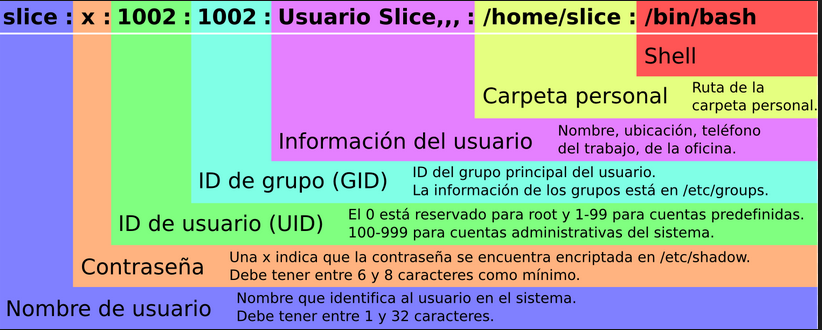 slice : x : 1002 : 1002 : Usuario Slice,,, : /home/slice : /bin/bash
Shell
Carpeta personal
Ruta de la
carpeta personal.
Información del usuario
Nombre, ubicación, teléfono
del trabajo, de la oficina.
ID de grupo (GID)
ID del grupo principal del usuario.
La información de los grupos está en /etc/groups.
ID de usuario (UID)
El 0 está reservado para root y 1-99 para cuentas predefinidas.
100-999 para cuentas administrativas del sistema.
Contraseña
Una x indica que la contraseña se encuentra encriptada en /etc/shadow.
Debe tener entre 6 y 8 caracteres como mínimo.
Nombre de usuario
Nombre que identifica al usuario en el sistema.
Debe tener entre 1 y 32 caracteres.